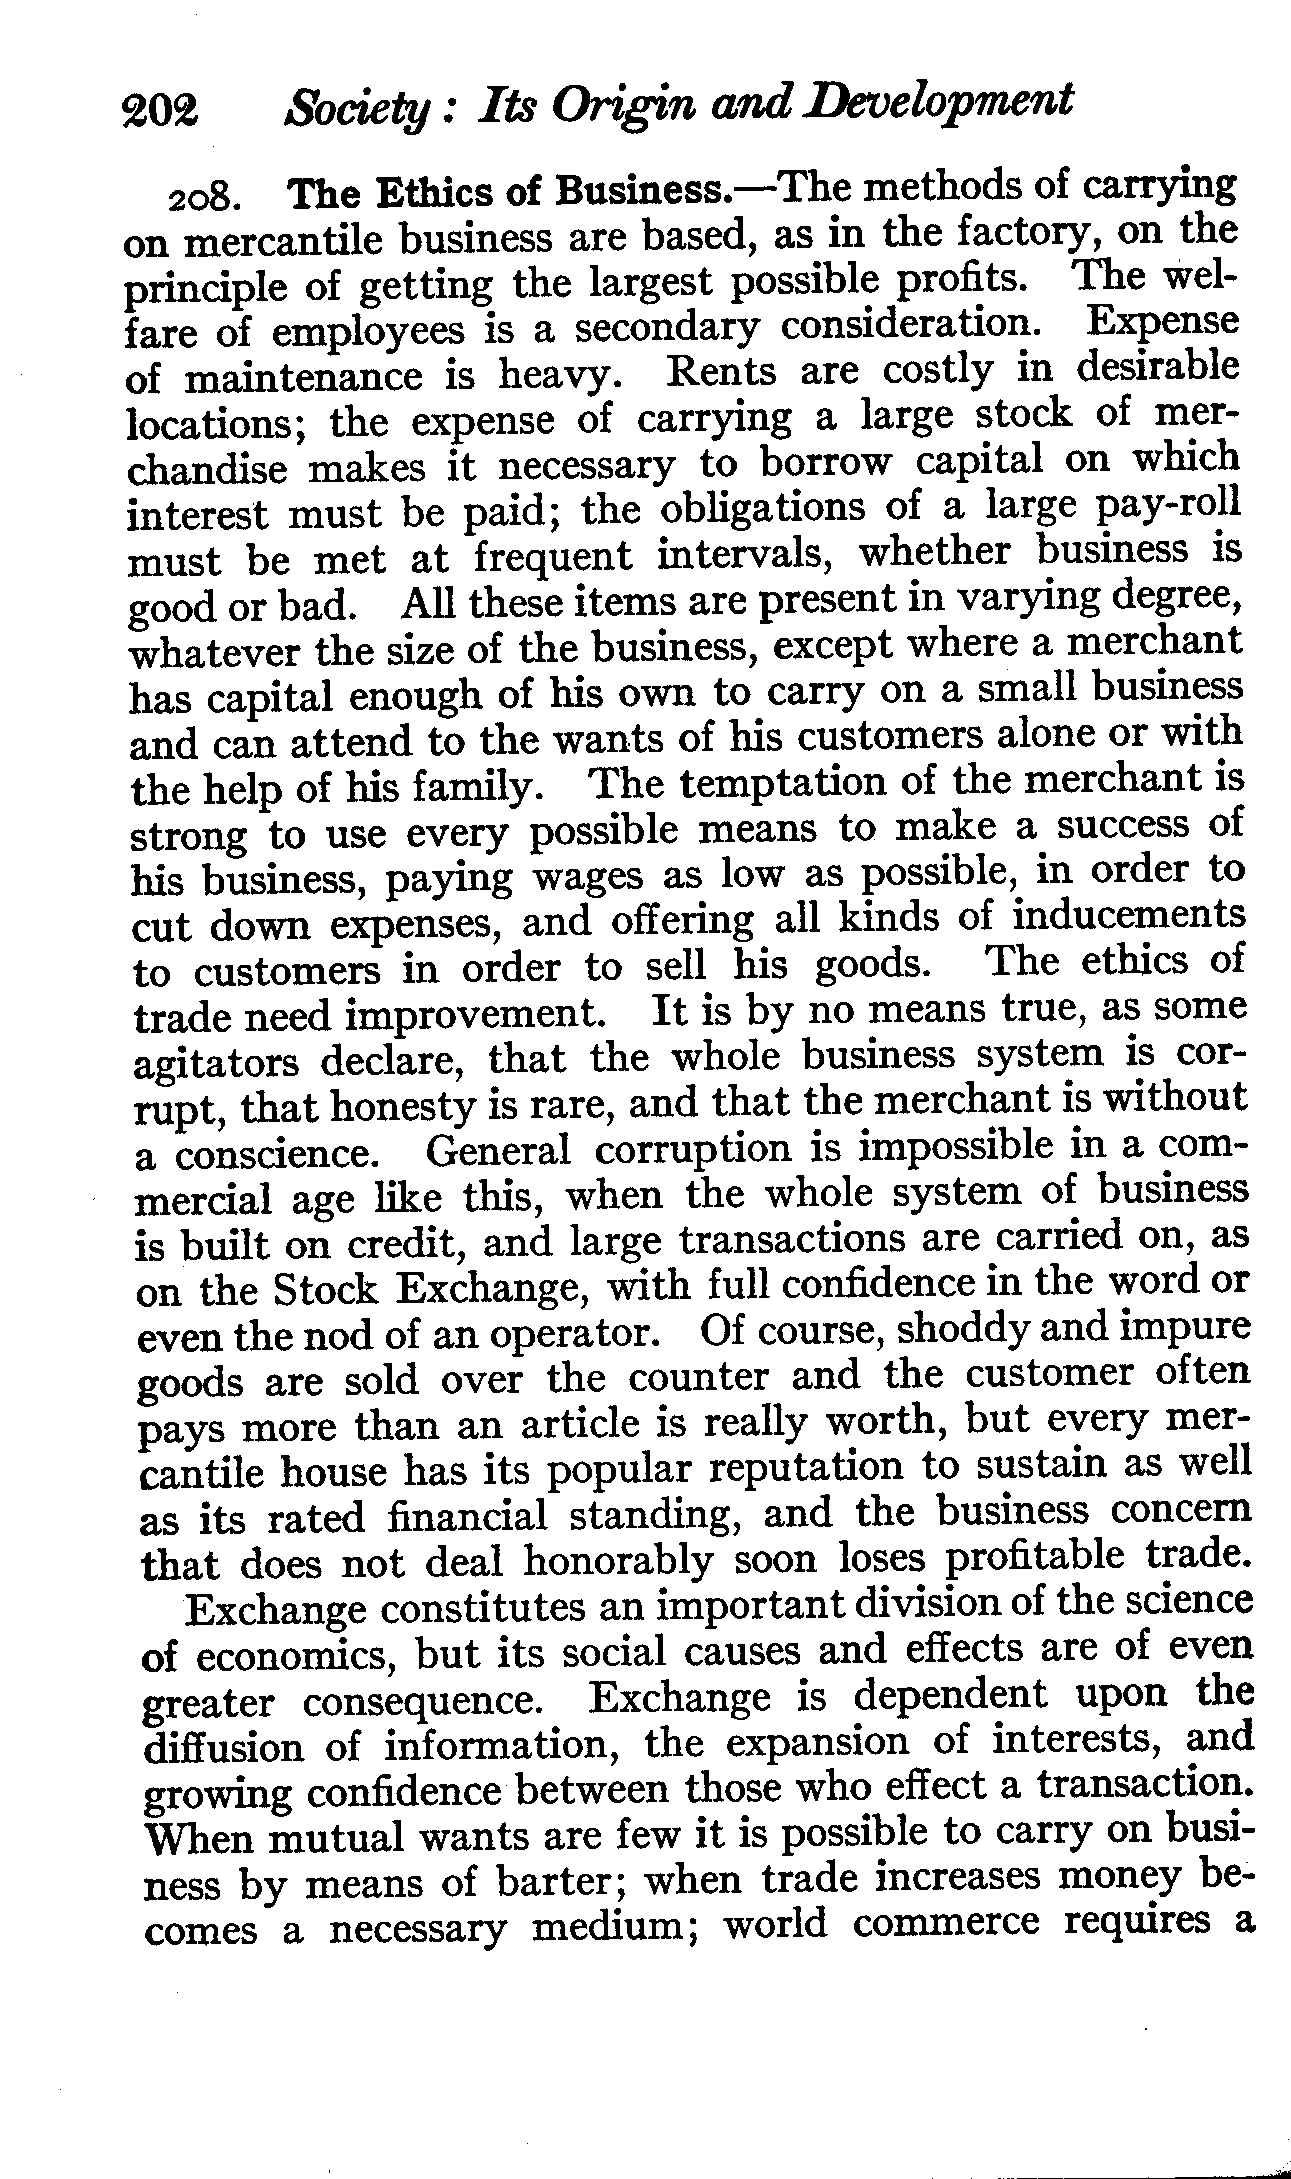 202 Society: Its Origin and Development
208. The Ethics of Business.—The methods of carrying
on mercantile business are based, as in the factory, on the
principle of getting the largest possible profits. The wel-
fare of employees is a secondary consideration. Expense
of maintenance is heavy. Rents are costly in desirable
locations; the expense of carrying a large stock of mer-
chandise makes it necessary to borrow capital on which
interest must be paid; the obligations of a large pay-roll
must be met at frequent intervals, whether business is
good or bad. All these items are present in varying degree,
whatever the size of the business, except where a merchant
has capital enough of his own to carry on a small business
and can attend to the wants of his customers alone or with
the help of his family. The temptation of the merchant is
strong to use every possible means to make a success of
his business, paying wages as low as possible, in order to
cut down expenses, and offering all kinds of inducements
to customers in order to sell his goods. The ethics of
trade need improvement. It is by no means true, as some
agitators declare, that the whole business system is cor-
rupt, that honesty is rare, and that the merchant is without
a conscience. General corruption is impossible in a com-
mercial age like this, when the whole system of business
is built on credit, and large transactions are carried on, as
on the Stock Exchange, with full confidence in the word or
even the nod of an operator. Of course, shoddy and impure
goods are sold over the counter and the customer often
pays more than an article is really worth, but every mer-
cantile house has its popular reputation to sustain as well
as its rated financial standing, and the business concern
that does not deal honorably soon loses profitable trade.
Exchange constitutes an important division of the science
of economics, but its social causes and effects are of even
greater consequence. Exchange is dependent upon the
diffusion of information, the expansion of interests, and
growing confidence between those who effect a transaction.
When mutual wants are few it is possible to carry on busi-
ness by means of barter; when trade increases money be-
comes a necessary medium; world commerce requires a